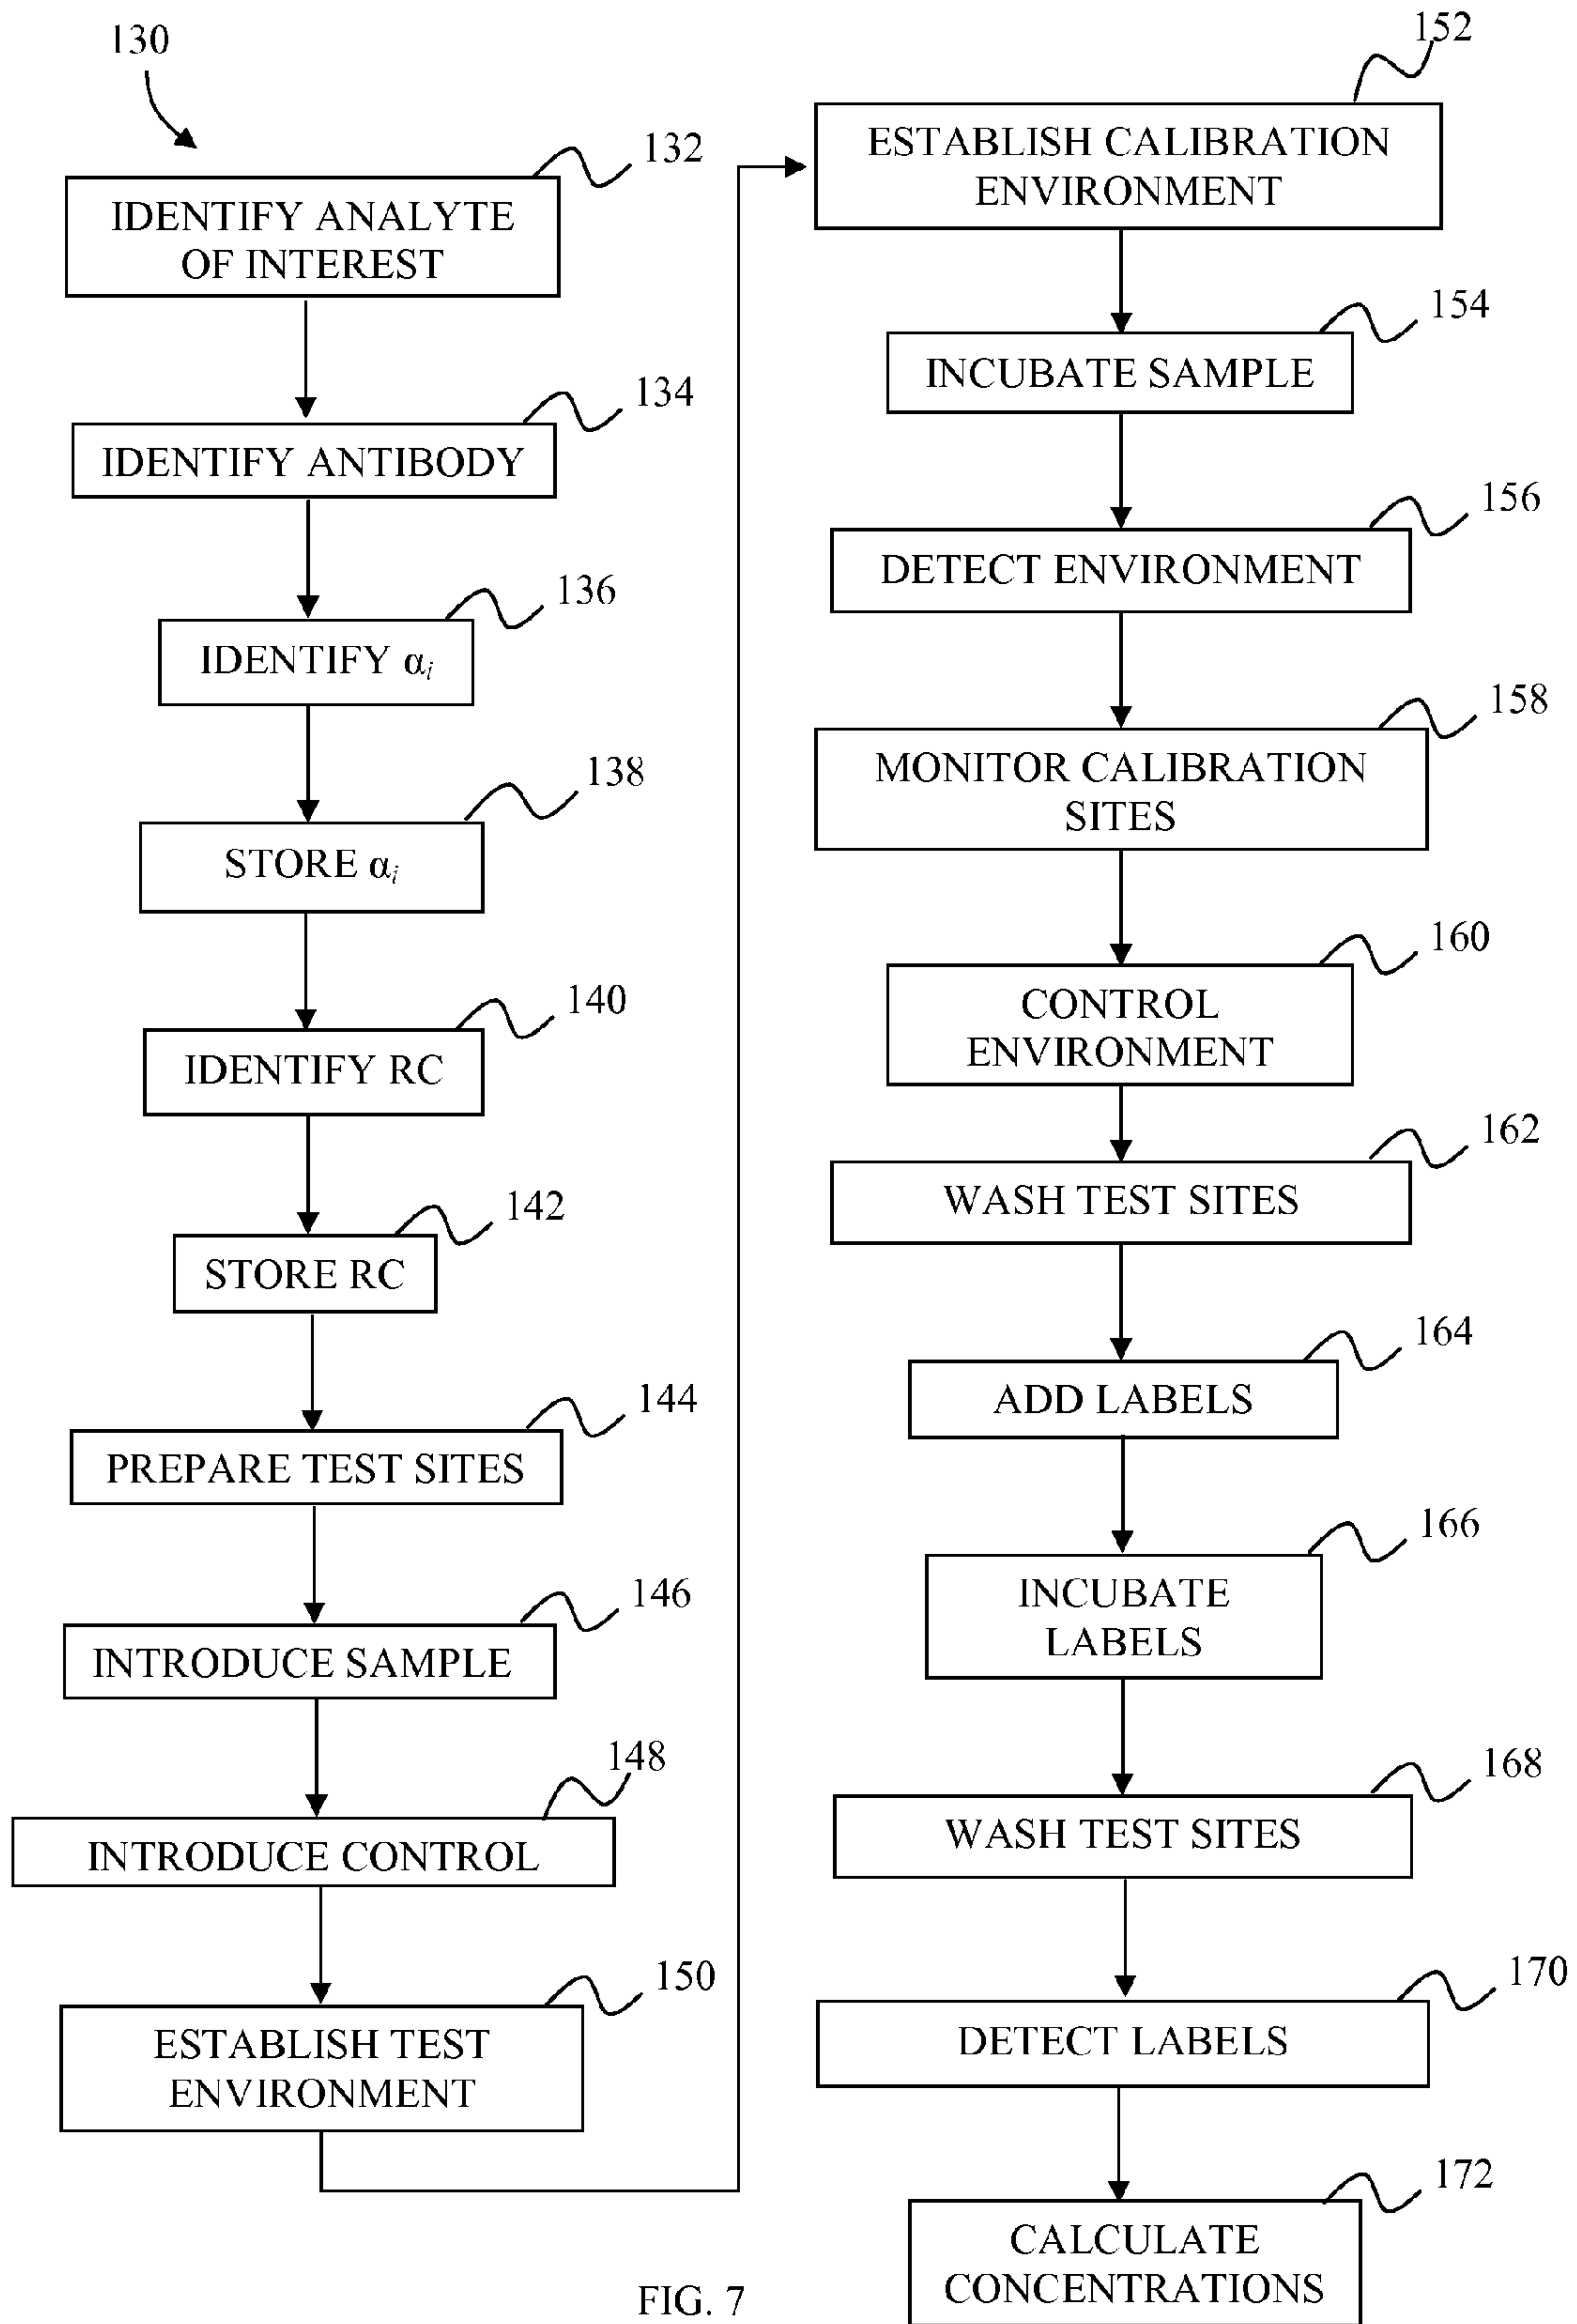 130
132
IDENTIFY ANALYTE
OF INTEREST
134
IDENTIFY ANTIBODY
136
IDENTIFY αi
138
STORE αi
140
IDENTIFY RC
142
STORE RC
144
PREPARE TEST SITES
146
INTRODUCE SAMPLE
148
INTRODUCE CONTROL
150
ESTABLISH TEST
ENVIRONMENT
152
ESTABLISH CALIBRATION
ENVIRONMENT
154
INCUBATE SAMPLE
156
DETECT ENVIRONMENT
158
MONITOR CALIBRATION
SITES
160
CONTROL
ENVIRONMENT
162
WASH TEST SITES
164
ADD LABELS
166
INCUBATE
LABELS
168
WASH TEST SITES
170
DETECT LABELS
172
CALCULATE
CONCENTRATIONS
FIG. 7